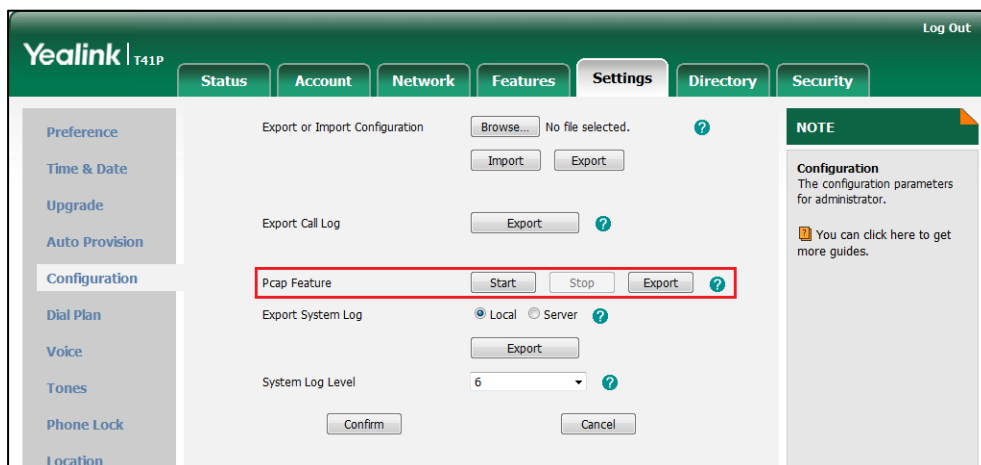 Log Out
Yealink T41P
Status Account Network Features Settings Directory Security
Preference
Time & Date
Upgrade
Auto Provision
Configuration
Dial Plan
Voice
Tones
Phone Lock
Location
Export or Import Configuration Browse... No file selected. ?
Import Export
Export Call Log Export ?
Pcap Feature Start Stop Export ?
Export System Log Local Server ?
Export
System Log Level 6 ?
Confirm Cancel
NOTE
Configuration
The configuration parameters
for administrator.
You can click here to get
more guides.